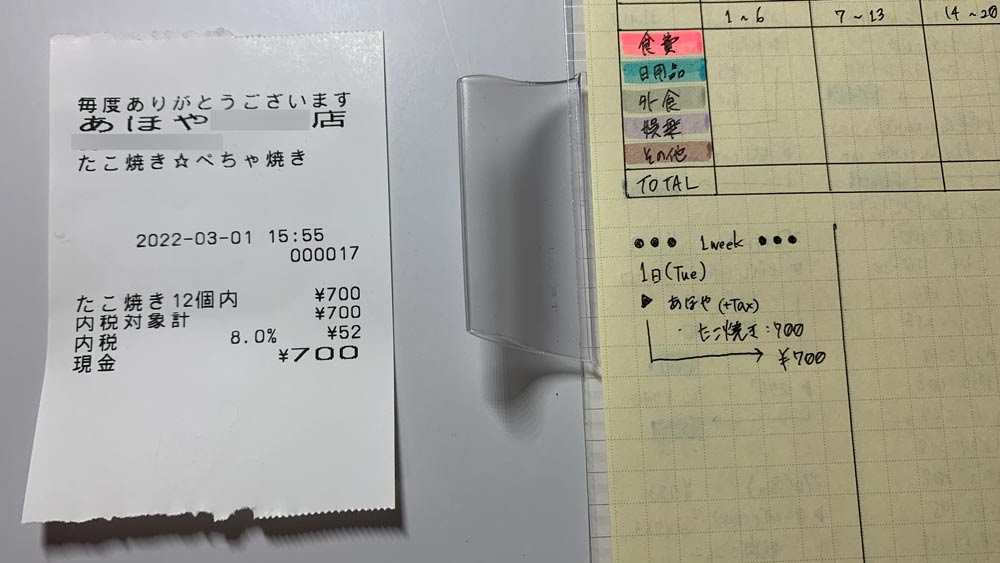 毎度ありがとうございます
あほや 店
たこ焼き☆ぺちゃ焼き
2022-03-01 15:55
000017
たこ焼き12個内 ¥700
内税対象計 ¥700
内税 8.0% ¥52
現金 ¥700
1~6 7~13 14~20
食費
日用品
外食
娯楽
その他
TOTAL
●●● 1week ●●●
1日(Tue)
▶ あほや(+Tax)
・たこ焼き:700
→ ¥700